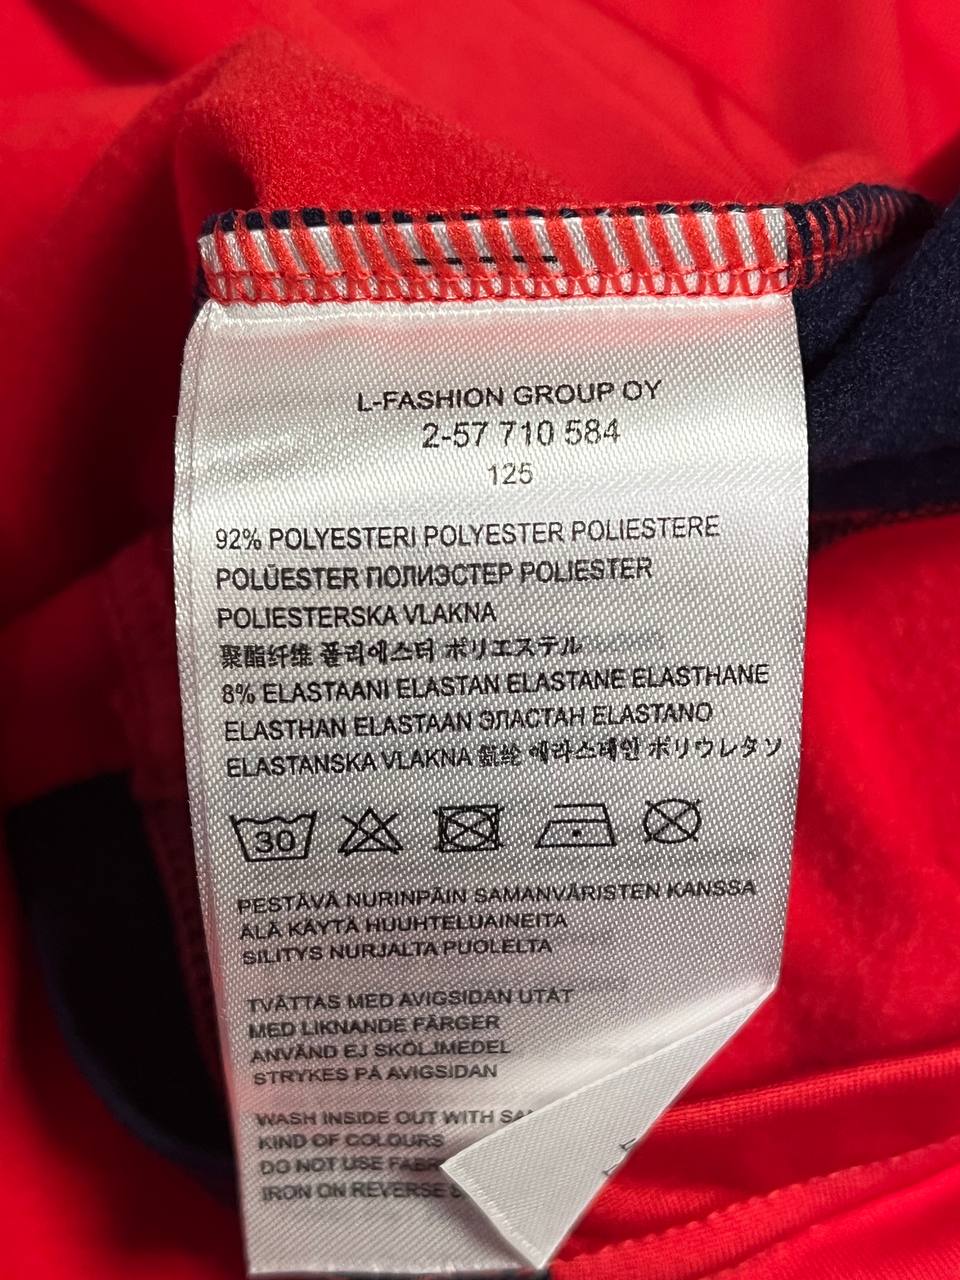 L-FASHION GROUP OY
2-57 710 584
125
92% POLYESTERI POLYESTER POLIESTERE
POLÜESTER ПОЛИЭСТЕР POLIESTER
POLIESTERSKA VLAKNA
聚酯纤维 폴리에스터 ポリエステル
8% ELASTAANI ELASTAN ELASTANE ELASTHANE
ELASTHAN ELASTAAN ЭЛАСТАН ELASTANO
ELASTANSKA VLAKNA 氨纶 에라스테인 ポリウレタソ
30
PESTÄVÄ NURINPÄIN SAMANVÄRISTEN KANSSA
ÄLÄ KÄYTÄ HUUHTELUAINEITA
SILITYS NURJALTA PUOLELTA
TVÄTTAS MED AVIGSIDAN UTÅT
MED LIKNANDE FÄRGER
ANVÄND EJ SKÖLJMEDEL
STRYKES PÅ AVIGSIDAN
WASH INSIDE OUT WITH
KIND OF COLOURS
DO NOT USE
IRON ON REVERSE